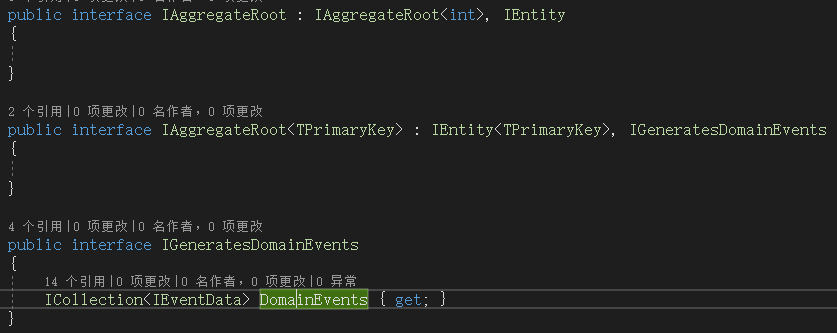 public interface IAggregateRoot : IAggregateRoot<int>, IEntity
{
}
2 个引用|0 项更改|0 名作者，0 项更改
public interface IAggregateRoot<TPrimaryKey> : IEntity<TPrimaryKey>, IGeneratesDomainEvents
{
}
4 个引用|0 项更改|0 名作者，0 项更改
public interface IGeneratesDomainEvents
{
14 个引用|0 项更改|0 名作者，0 项更改|0 异常
ICollection<IEventData> DomainEvents { get; }
}